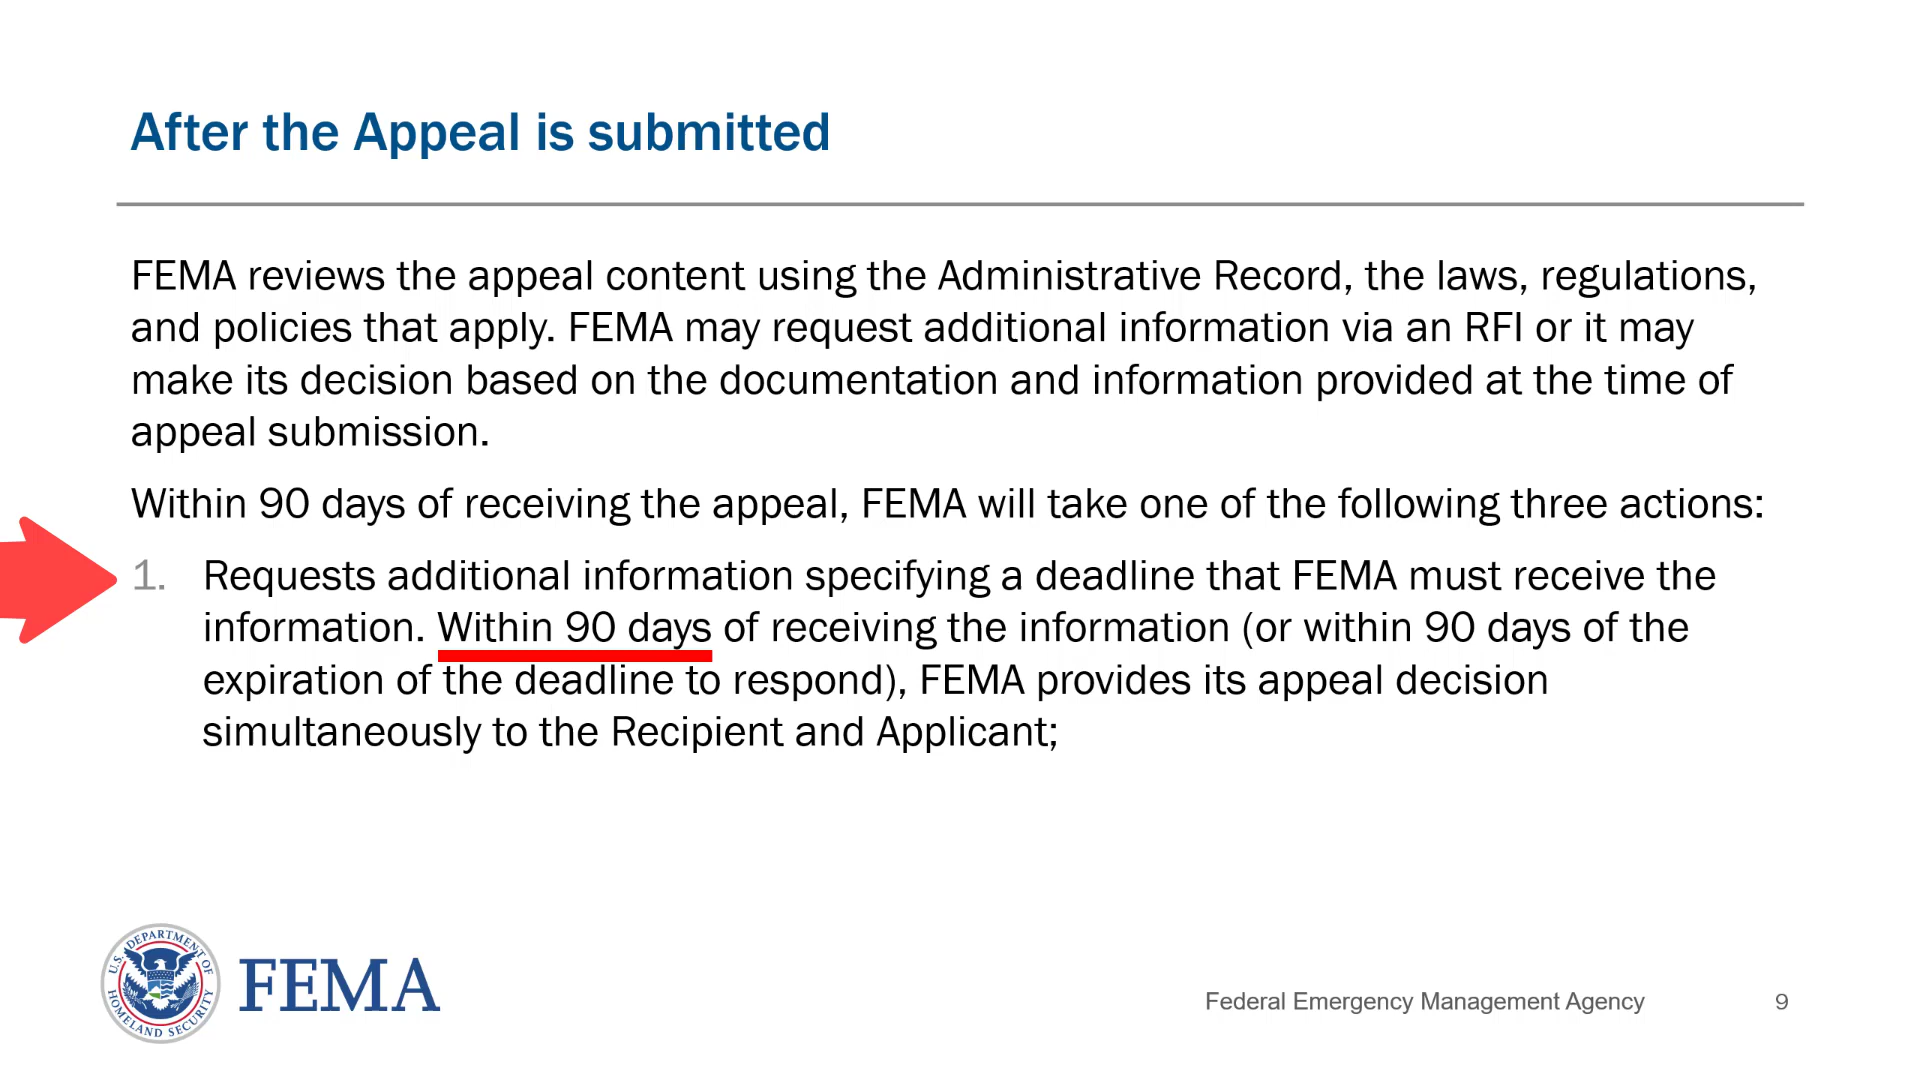 After the Appeal is submitted
FEMA reviews the appeal content using the Administrative Record, the laws, regulations,
and policies that apply. FEMA may request additional information via an RFI or it may
make its decision based on the documentation and information provided at the time of
appeal submission.
Within 90 days of receiving the appeal, FEMA will take one of the following three actions:
1. Requests additional information specifying a deadline that FEMA must receive the
information. Within 90 days of receiving the information (or within 90 days of the
expiration of the deadline to respond), FEMA provides its appeal decision
simultaneously to the Recipient and Applicant;
U.S. DEPARTMENT OF
HOMELAND SECURITY
FEMA
Federal Emergency Management Agency
9